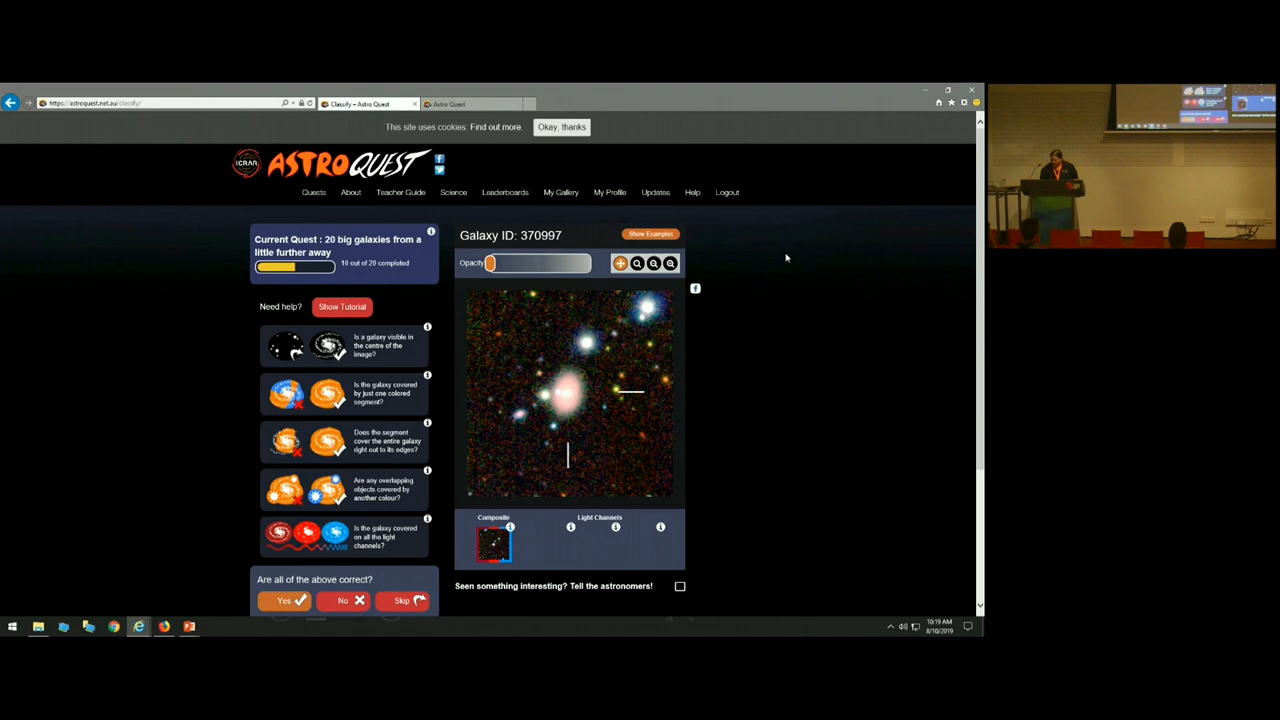 https://astroquest.net.au/classify/
Classify – Astro Quest
Astro Quest
This site uses cookies. Find out more.
Okay, thanks
ICRAR
ASTROQUEST
Quests
About
Teacher Guide
Science
Leaderboards
My Gallery
My Profile
Updates
Help
Logout
Current Quest : 20 big galaxies from a
little further away
10 out of 20 completed
Need help?
Show Tutorial
Is a galaxy visible in
the centre of the
image?
Is the galaxy covered
by just one colored
segment?
Does the segment
cover the entire galaxy
right out to its edges?
Are any overlapping
objects covered by
another colour?
Is the galaxy covered
on all the light
channels?
Are all of the above correct?
Yes
No
Skip
Galaxy ID: 370997
Show Examples
Opacity
Composite
Light Channels
Seen something interesting? Tell the astronomers!
10:19 AM
8/10/2019